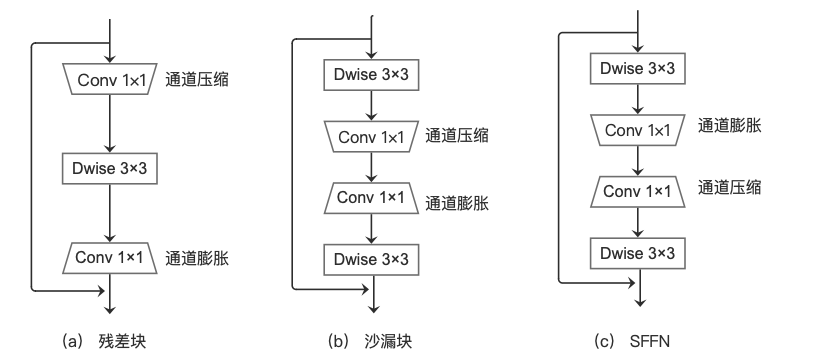 Conv 1×1 通道压缩
Dwise 3×3
Conv 1×1 通道膨胀
(a) 残差块
Dwise 3×3
Conv 1×1 通道压缩
Conv 1×1 通道膨胀
Dwise 3×3
(b) 沙漏块
Dwise 3×3
Conv 1×1 通道膨胀
Conv 1×1 通道压缩
Dwise 3×3
(c) SFFN